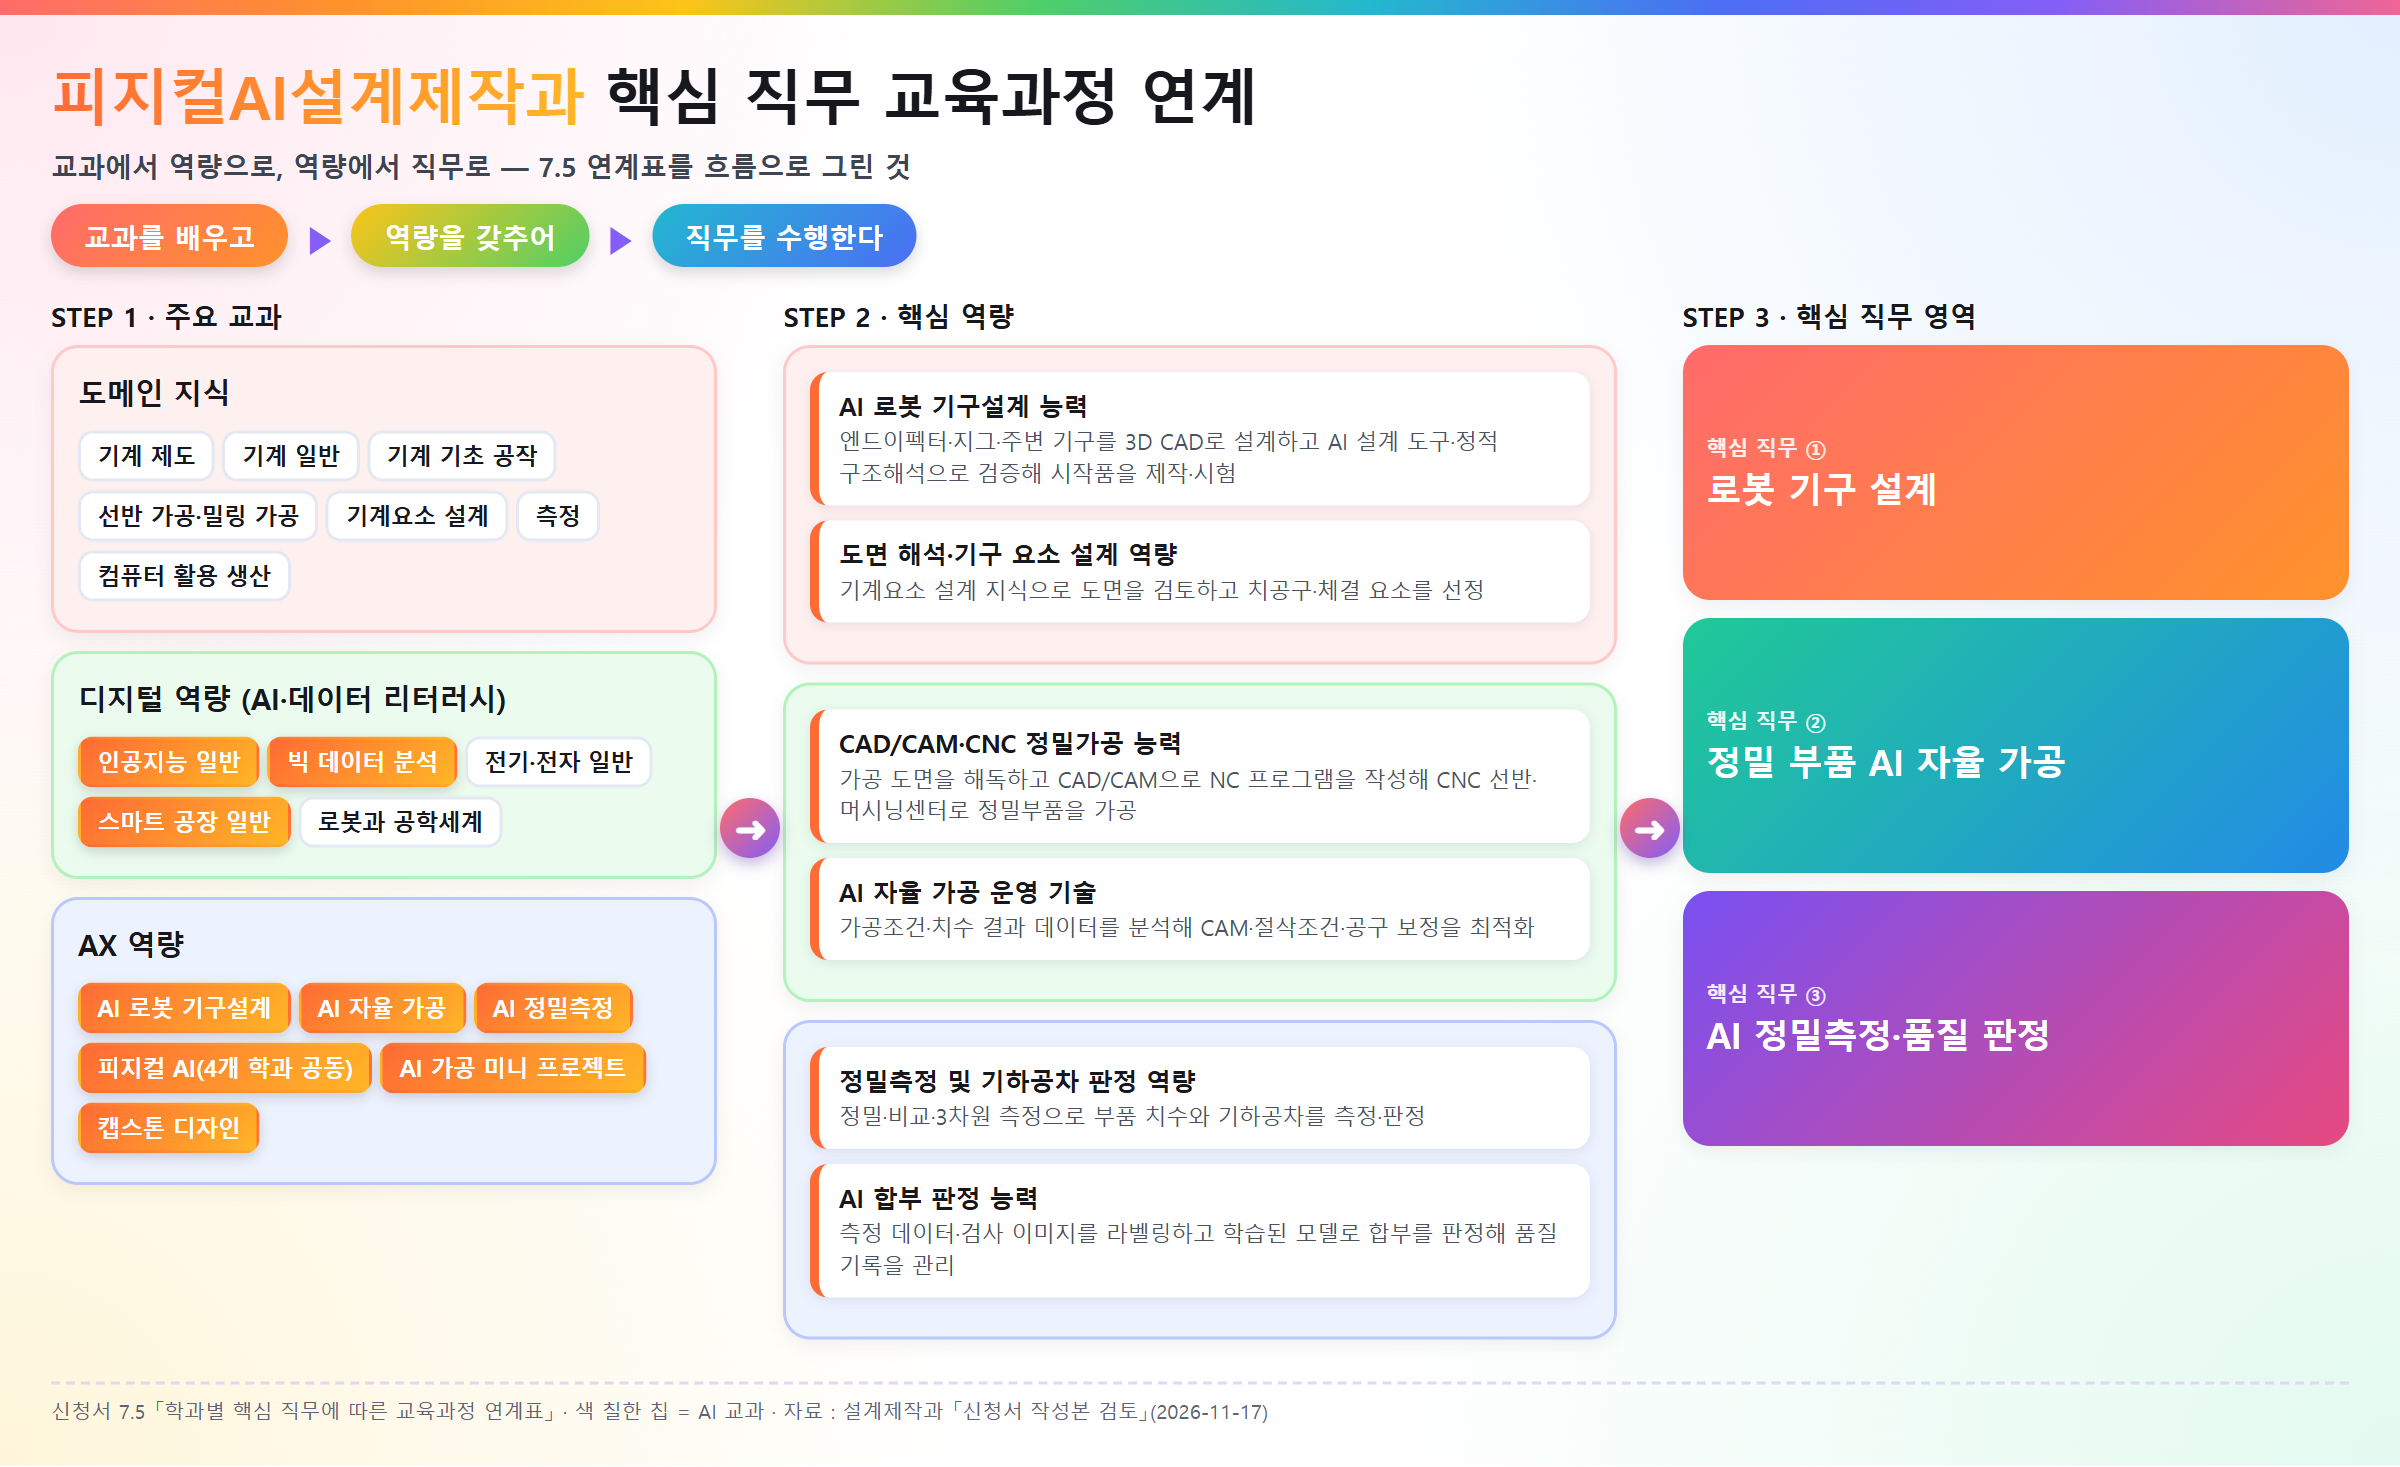 피지컬AI설계제작과 핵심 직무 교육과정 연계
교과에서 역량으로, 역량에서 직무로 — 7.5 연계표를 흐름으로 그린 것
교과를 배우고 ▶ 역량을 갖추어 ▶ 직무를 수행한다
STEP 1 · 주요 교과
도메인 지식
기계 제도 기계 일반 기계 기초 공작
선반 가공·밀링 가공 기계요소 설계 측정
컴퓨터 활용 생산
디지털 역량 (AI·데이터 리터러시)
인공지능 일반 빅 데이터 분석 전기·전자 일반
스마트 공장 일반 로봇과 공학세계
AX 역량
AI 로봇 기구설계 AI 자율 가공 AI 정밀측정
피지컬 AI(4개 학과 공동) AI 가공 미니 프로젝트
캡스톤 디자인
➜
STEP 2 · 핵심 역량
AI 로봇 기구설계 능력
엔드이펙터·지그·주변 기구를 3D CAD로 설계하고 AI 설계 도구·정적
구조해석으로 검증해 시작품을 제작·시험
도면 해석·기구 요소 설계 역량
기계요소 설계 지식으로 도면을 검토하고 치공구·체결 요소를 선정
CAD/CAM·CNC 정밀가공 능력
가공 도면을 해독하고 CAD/CAM으로 NC 프로그램을 작성해 CNC 선반·
머시닝센터로 정밀부품을 가공
AI 자율 가공 운영 기술
가공조건·치수 결과 데이터를 분석해 CAM·절삭조건·공구 보정을 최적화
정밀측정 및 기하공차 판정 역량
정밀·비교·3차원 측정으로 부품 치수와 기하공차를 측정·판정
AI 합부 판정 능력
측정 데이터·검사 이미지를 라벨링하고 학습된 모델로 합부를 판정해 품질
기록을 관리
➜
STEP 3 · 핵심 직무 영역
핵심 직무 ①
로봇 기구 설계
핵심 직무 ②
정밀 부품 AI 자율 가공
핵심 직무 ③
AI 정밀측정·품질 판정
신청서 7.5 「학과별 핵심 직무에 따른 교육과정 연계표」 · 색 칠한 칩 = AI 교과 · 자료 : 설계제작과 「신청서 작성본 검토」(2026-11-17)